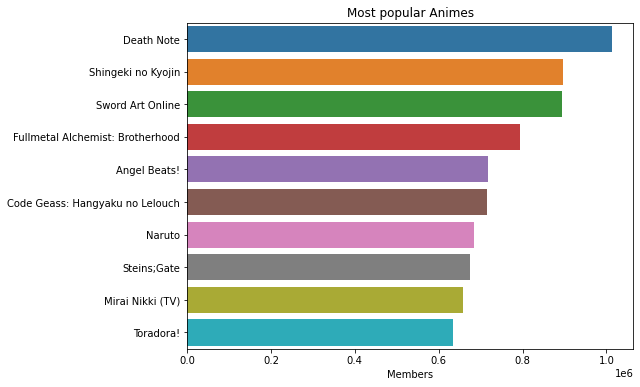 Most popular Animes
Death Note
Shingeki no Kyojin
Sword Art Online
Fullmetal Alchemist: Brotherhood
Angel Beats!
Code Geass: Hangyaku no Lelouch
Naruto
Steins;Gate
Mirai Nikki (TV)
Toradora!
0.0 0.2 0.4 0.6 0.8 1.0
1e6
Members